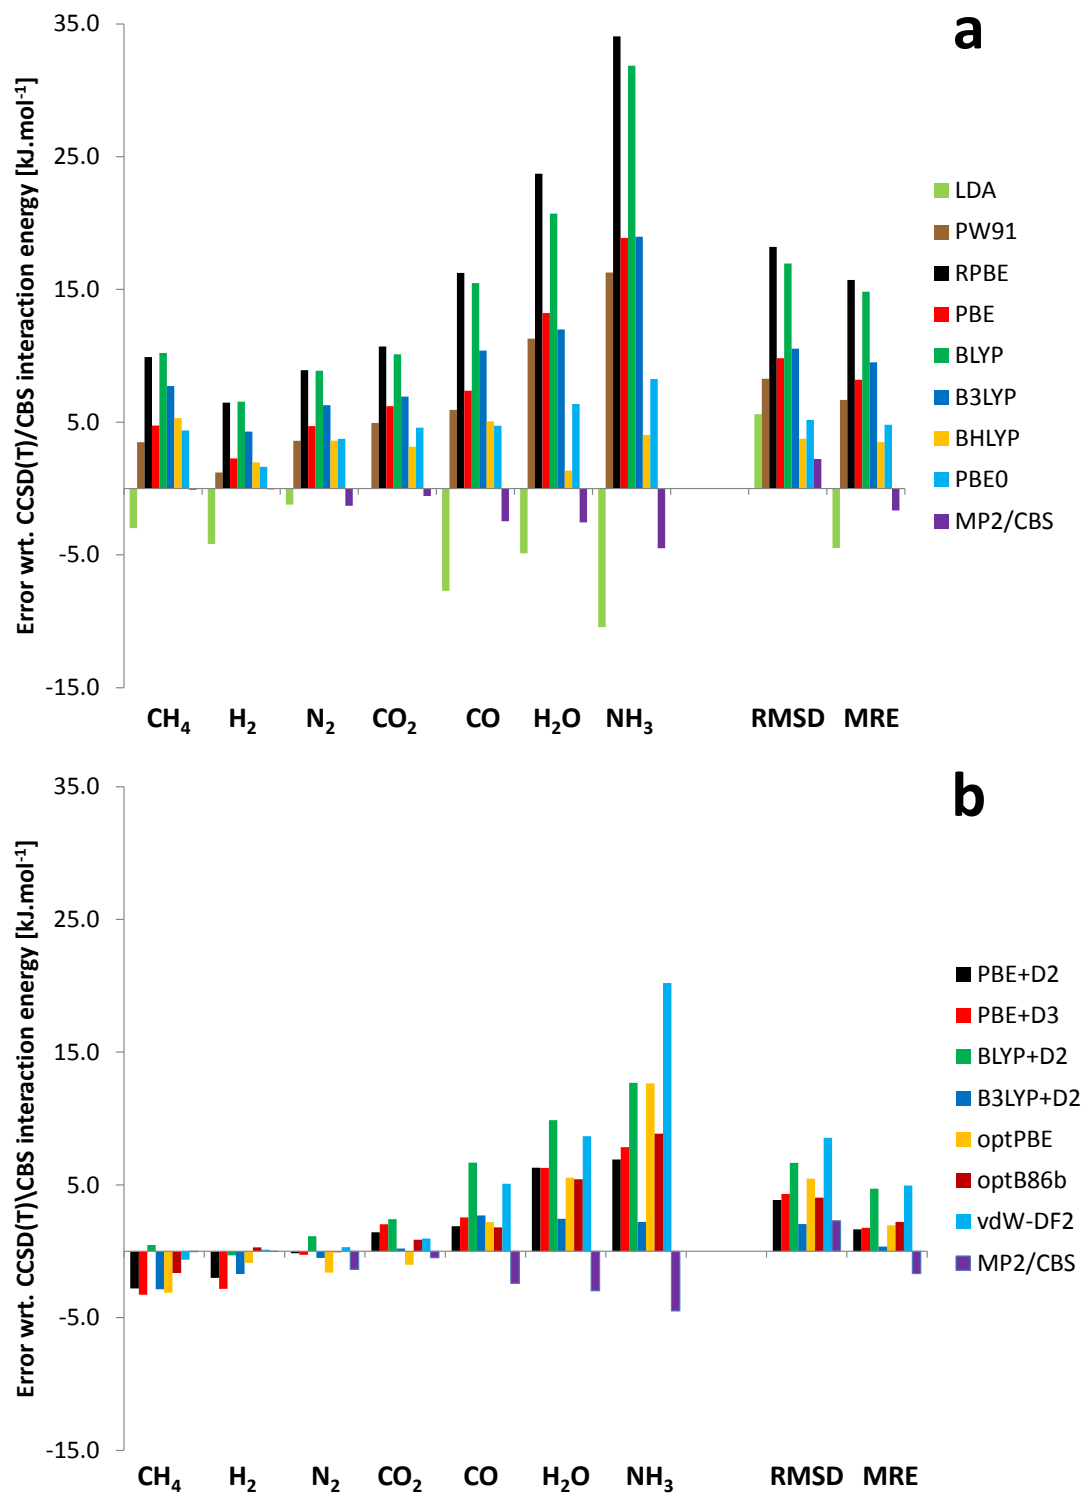 a
Error wrt. CCSD(T)/CBS interaction energy [kJ.mol⁻¹]
35.0
25.0
15.0
5.0
-5.0
-15.0
CH₄ H₂ N₂ CO₂ CO H₂O NH₃ RMSD MRE
LDA
PW91
RPBE
PBE
BLYP
B3LYP
BHLYP
PBE0
MP2/CBS
b
Error wrt. CCSD(T)\CBS interaction energy [kJ.mol⁻¹]
35.0
25.0
15.0
5.0
-5.0
-15.0
CH₄ H₂ N₂ CO₂ CO H₂O NH₃ RMSD MRE
PBE+D2
PBE+D3
BLYP+D2
B3LYP+D2
optPBE
optB86b
vdW-DF2
MP2/CBS